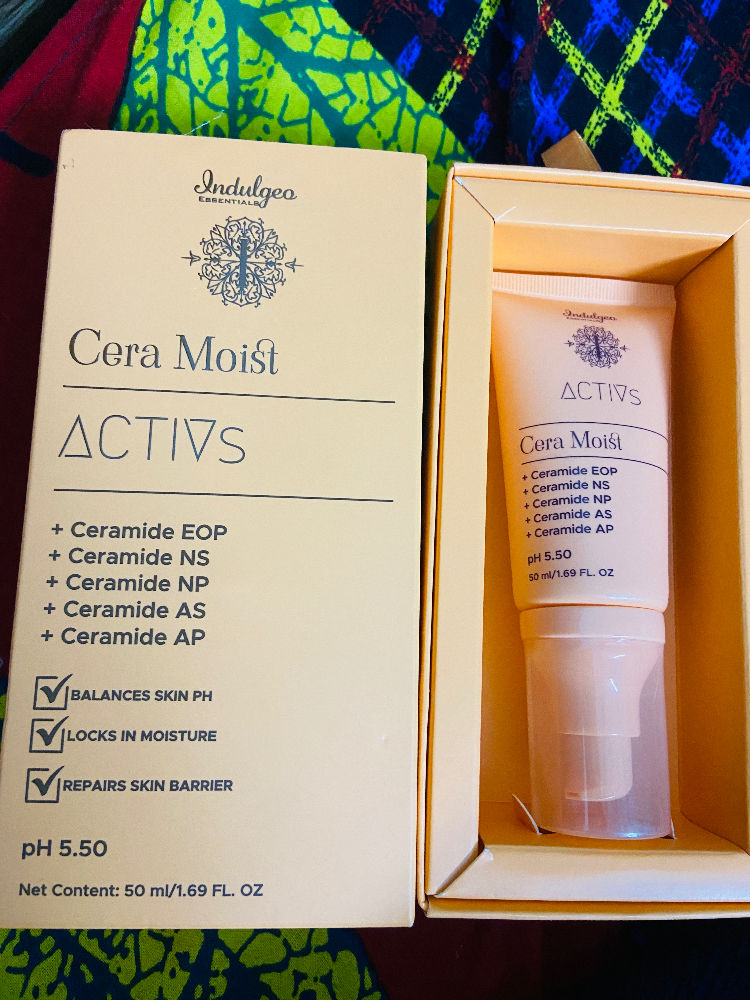 Indulgeo
ESSENTIALS
Cera Moist
ACTIVs
+ Ceramide EOP
+ Ceramide NS
+ Ceramide NP
+ Ceramide AS
+ Ceramide AP
BALANCES SKIN PH
LOCKS IN MOISTURE
REPAIRS SKIN BARRIER
pH 5.50
Net Content: 50 ml/1.69 FL. OZ
Indulgeo
ESSENTIALS
ACTIVs
Cera Moist
+ Ceramide EOP
+ Ceramide NS
+ Ceramide NP
+ Ceramide AS
+ Ceramide AP
pH 5.50
50 ml/1.69 FL. OZ